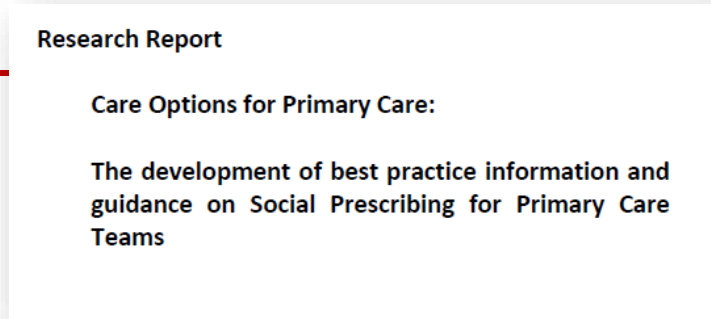 Research Report
Care Options for Primary Care:
The development of best practice information and
guidance on Social Prescribing for Primary Care
Teams